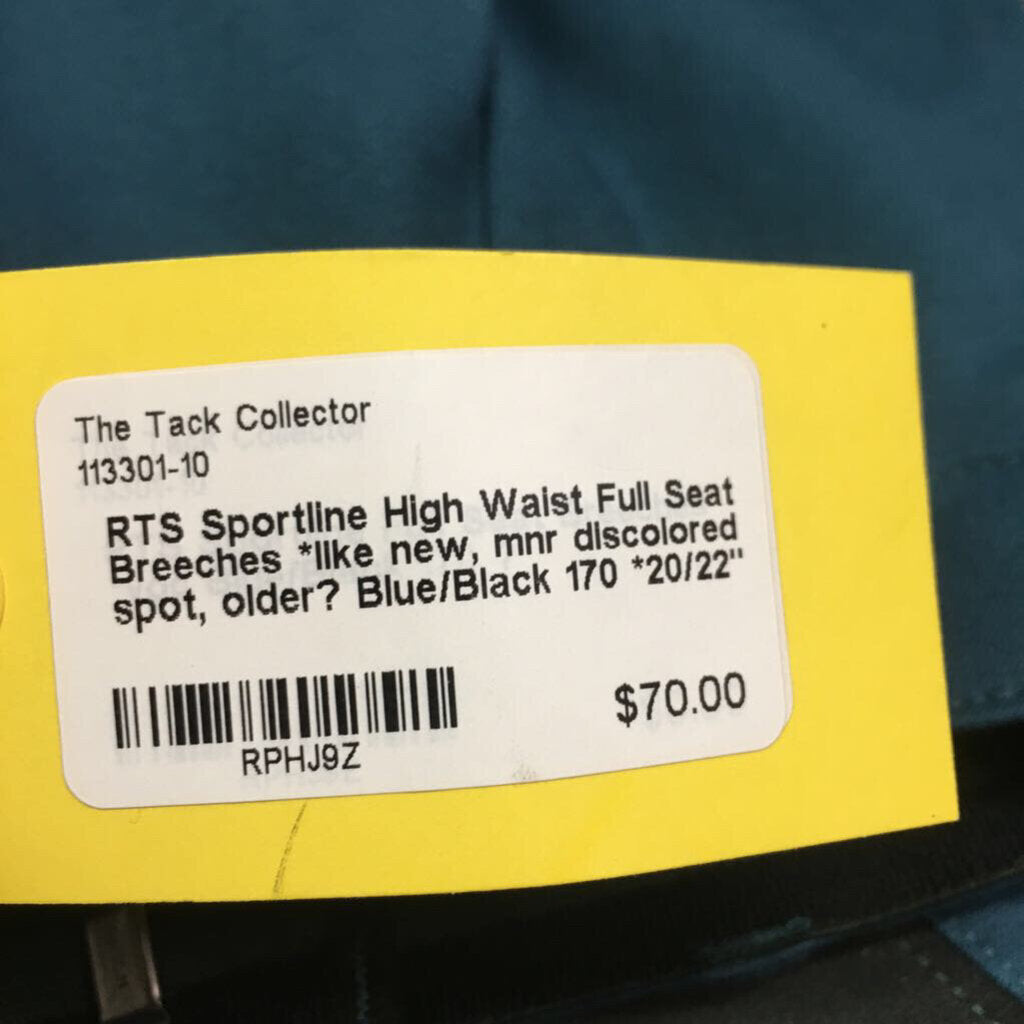 The Tack Collector
113301-10
RTS Sportline High Waist Full Seat
Breeches *like new, mnr discolored
spot, older? Blue/Black 170 *20/22"
RPHJ9Z
$70.00